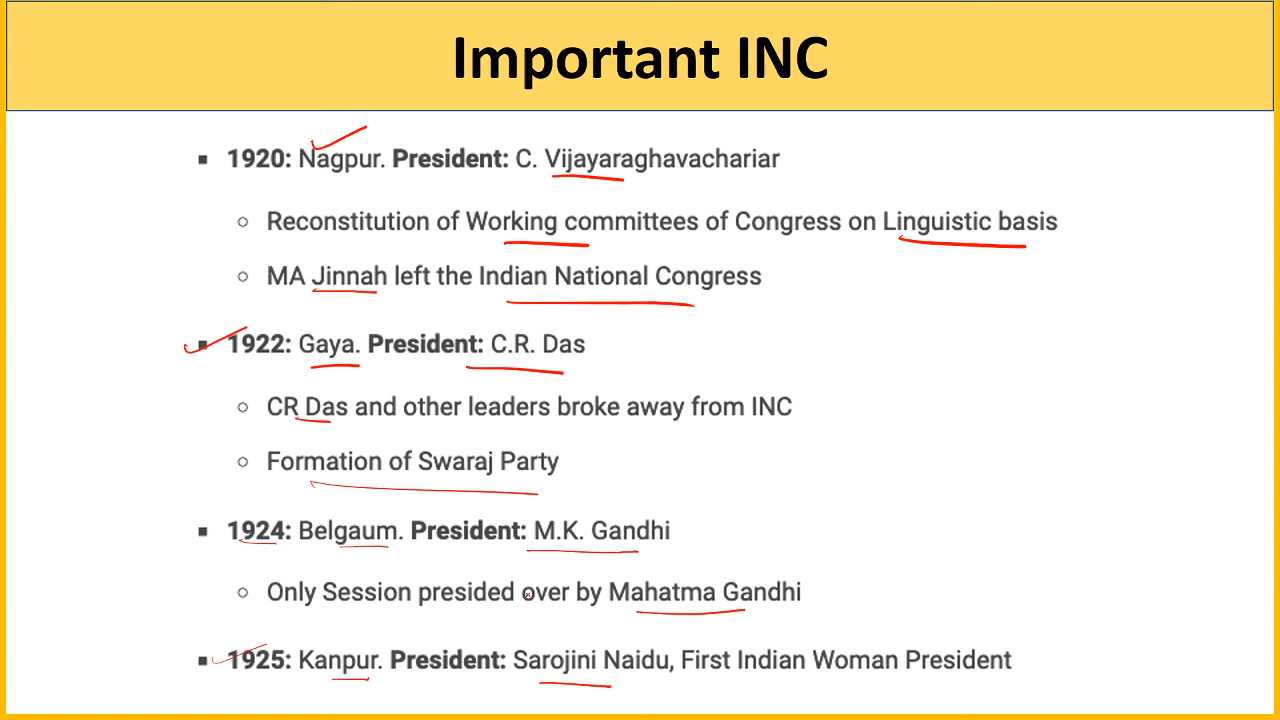 Important INC
▪ 1920: Nagpur. President: C. Vijayaraghavachariar
○ Reconstitution of Working committees of Congress on Linguistic basis
○ MA Jinnah left the Indian National Congress
▪ 1922: Gaya. President: C.R. Das
○ CR Das and other leaders broke away from INC
○ Formation of Swaraj Party
▪ 1924: Belgaum. President: M.K. Gandhi
○ Only Session presided over by Mahatma Gandhi
▪ 1925: Kanpur. President: Sarojini Naidu, First Indian Woman President